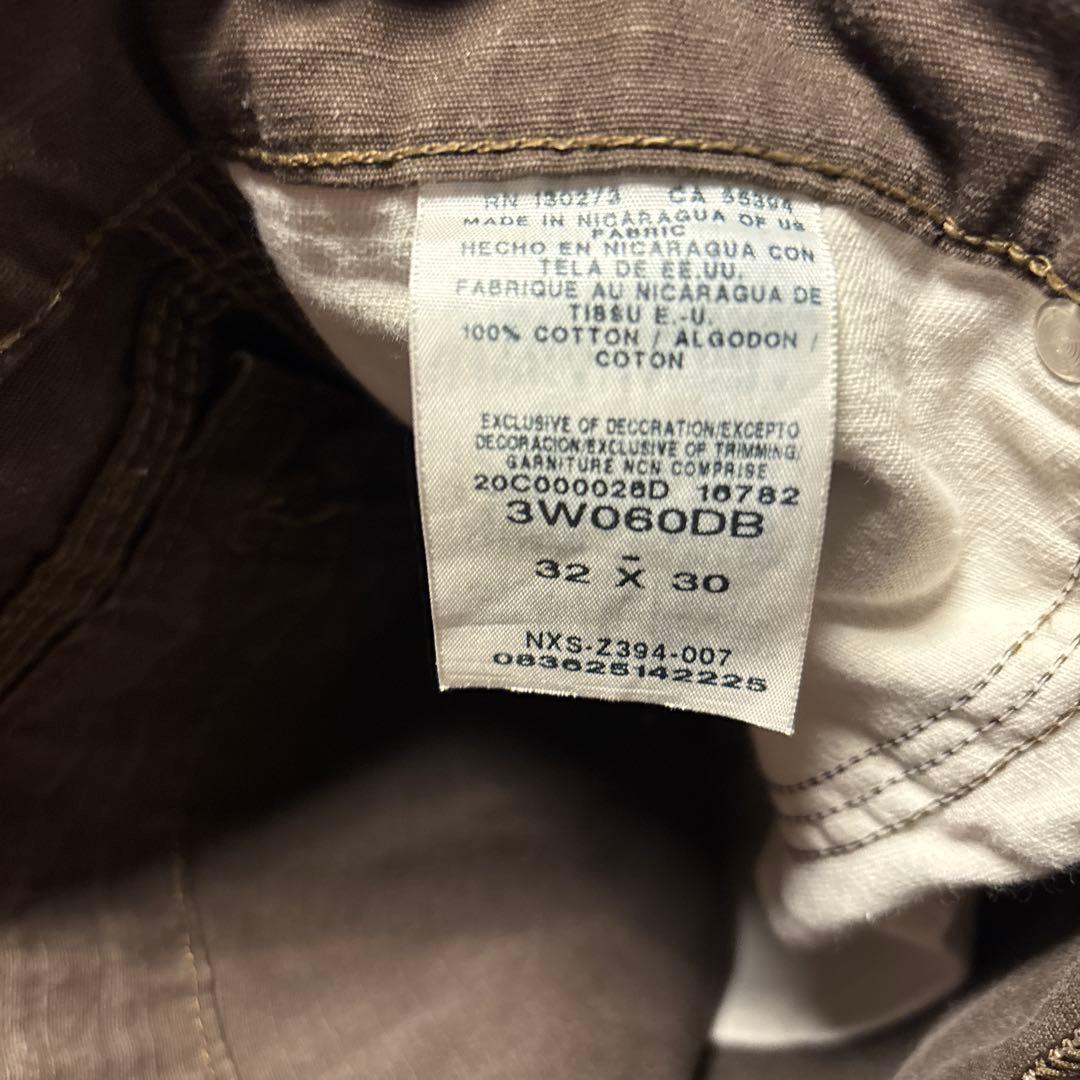 RN 130273 CA 55394
MADE IN NICARAGUA OF US
FABRIC
HECHO EN NICARAGUA CON
TELA DE EE.UU.
FABRIQUE AU NICARAGUA DE
TISSU E.-U.
100% COTTON / ALGODON /
COTON
EXCLUSIVE OF DECORATION/EXCEPTO
DECORACION/EXCLUSIVE OF TRIMMING/
GARNITURE NON COMPRISE
20C000026D 16782
3W060DB
32 X 30
NXS-Z394-007
083625142225